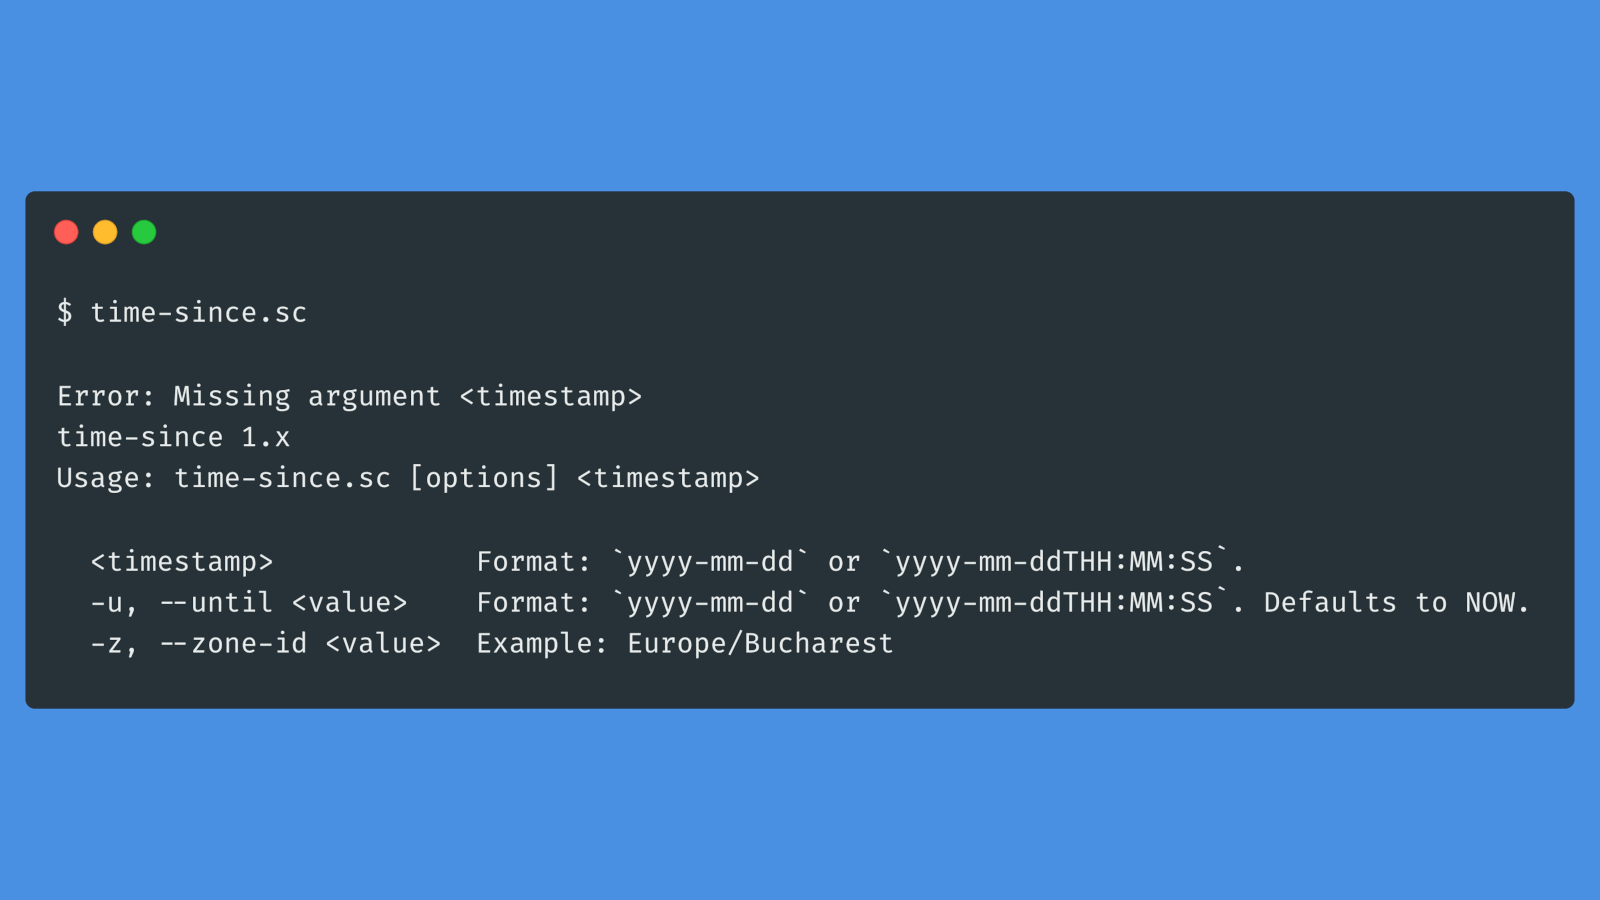 $ time-since.sc
Error: Missing argument <timestamp>
time-since 1.x
Usage: time-since.sc [options] <timestamp>
<timestamp> Format: `yyyy-mm-dd` or `yyyy-mm-ddTHH:MM:SS`.
-u, --until <value> Format: `yyyy-mm-dd` or `yyyy-mm-ddTHH:MM:SS`. Defaults to NOW.
-z, --zone-id <value> Example: Europe/Bucharest